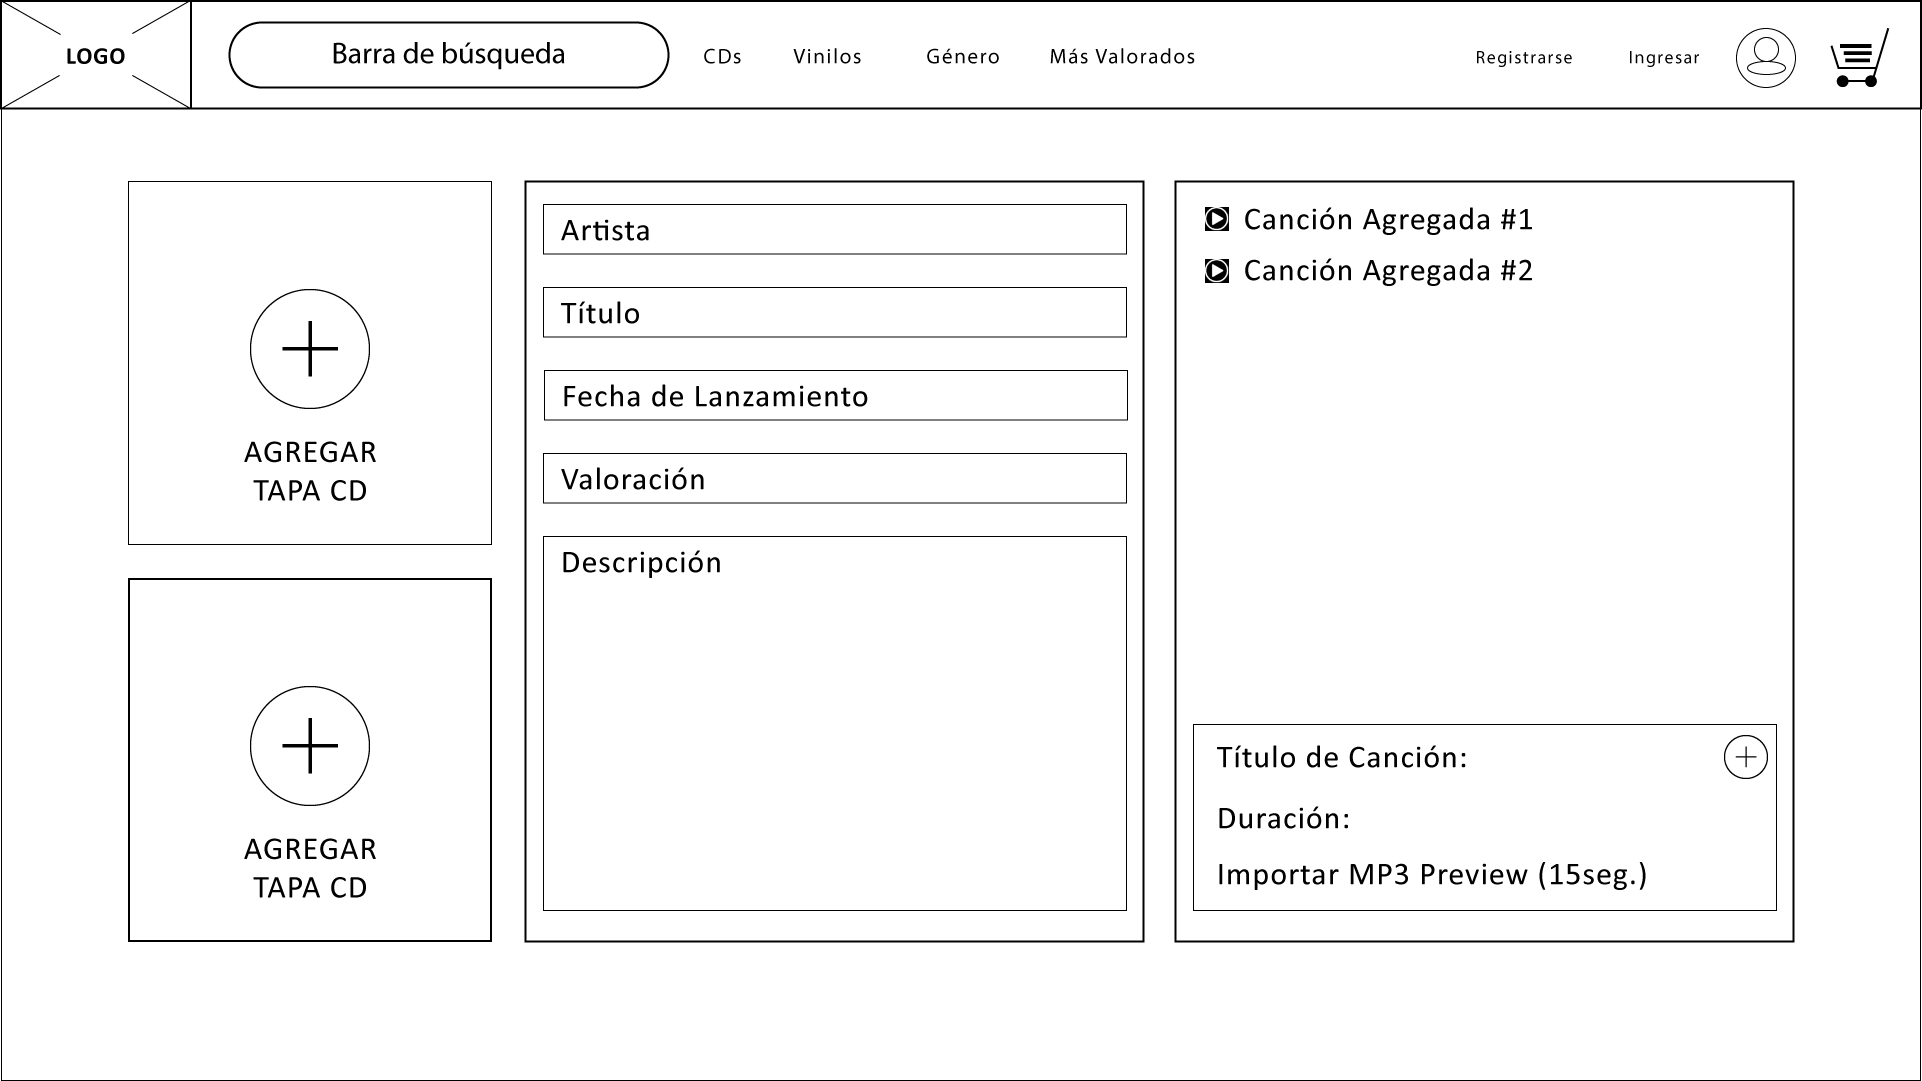 LOGO
Barra de búsqueda
CDs
Vinilos
Género
Más Valorados
Registrarse
Ingresar
AGREGAR
TAPA CD
AGREGAR
TAPA CD
Artista
Título
Fecha de Lanzamiento
Valoración
Descripción
Canción Agregada #1
Canción Agregada #2
Título de Canción:
Duración:
Importar MP3 Preview (15seg.)